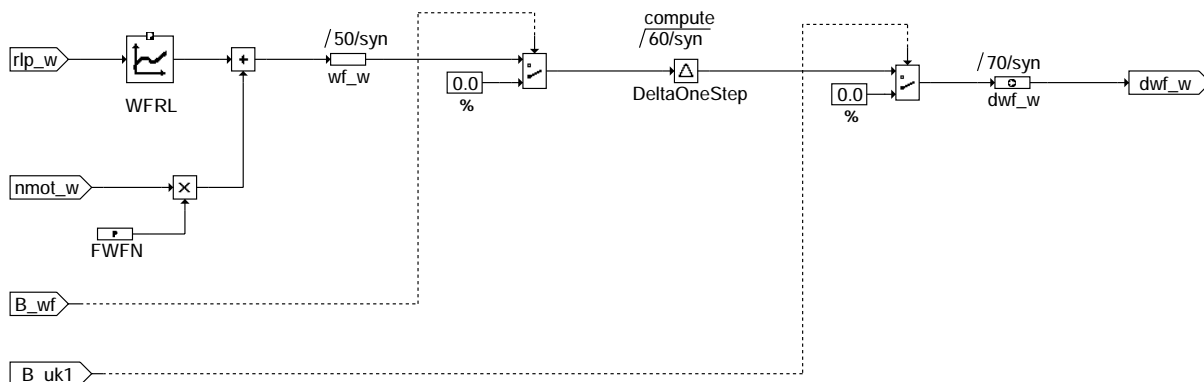 compute
/50/syn
/60/syn
rlp_w
+
wf_w
0.0
%
WFRL
DeltaOneStep
/70/syn
0.0
%
dwf_w
dwf_w
nmot_w
P
FWFN
B_wf
B_uk1